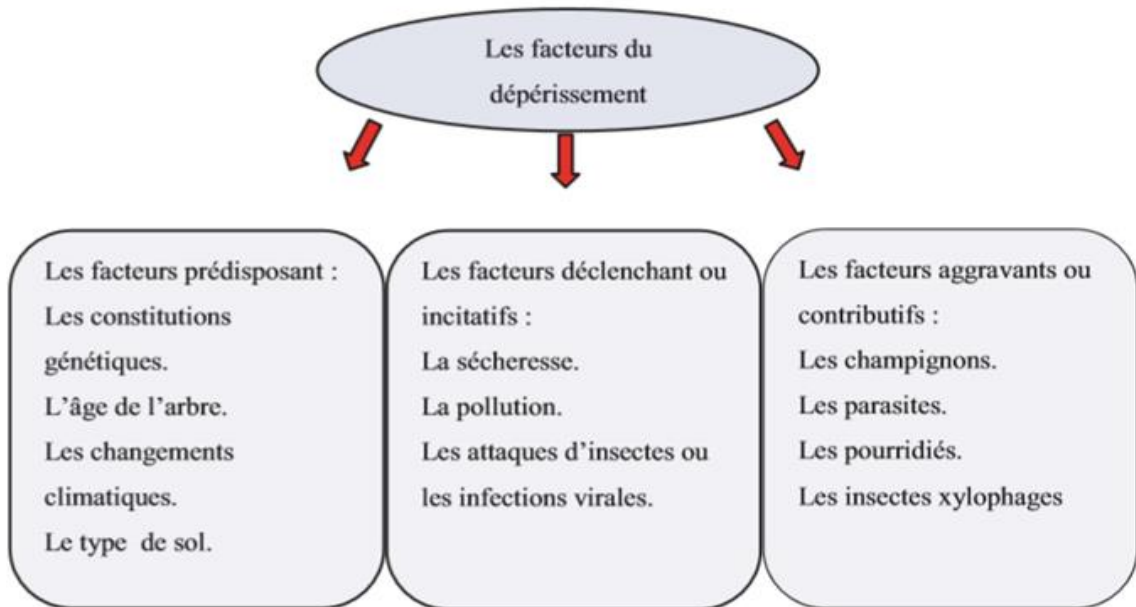 Les facteurs du
dépérissement
Les facteurs prédisposant :
Les constitutions
génétiques.
L’âge de l’arbre.
Les changements
climatiques.
Le type de sol.
Les facteurs déclenchant ou
incitatifs :
La sécheresse.
La pollution.
Les attaques d’insectes ou
les infections virales.
Les facteurs aggravants ou
contributifs :
Les champignons.
Les parasites.
Les pourridiés.
Les insectes xylophages